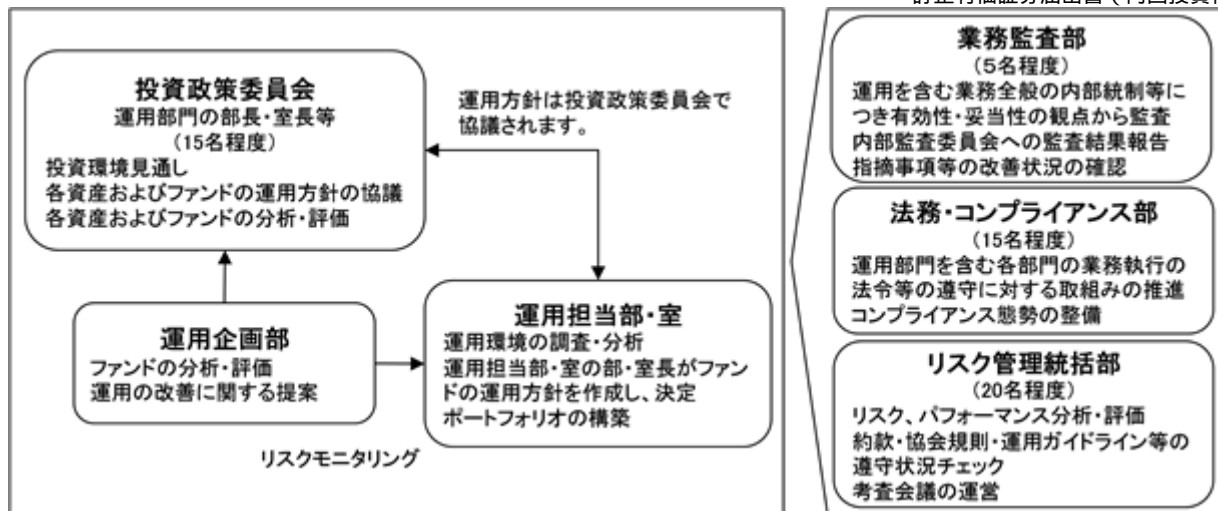 投資政策委員会
運用部門の部長・室長等
(15名程度)
投資環境見通し
各資産およびファンドの運用方針の協議
各資産およびファンドの分析・評価
運用方針は投資政策委員会で
協議されます。
運用企画部
ファンドの分析・評価
運用の改善に関する提案
運用担当部・室
運用環境の調査・分析
運用担当部・室の部・室長がファン
ドの運用方針を作成し、決定
ポートフォリオの構築
リスクモニタリング
業務監査部
(5名程度)
運用を含む業務全般の内部統制等に
つき有効性・妥当性の観点から監査
内部監査委員会への監査結果報告
指摘事項等の改善状況の確認
法務・コンプライアンス部
(15名程度)
運用部門を含む各部門の業務執行の
法令等の遵守に対する取組みの推進
コンプライアンス態勢の整備
リスク管理統括部
(20名程度)
リスク、パフォーマンス分析・評価
約款・協会規則・運用ガイドライン等の
遵守状況チェック
考査会議の運営